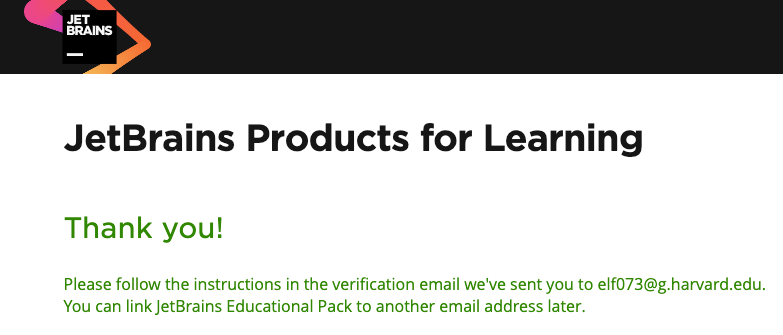 JET
BRAINS
JetBrains Products for Learning
Thank you!
Please follow the instructions in the verification email we've sent you to elf073@g.harvard.edu.
You can link JetBrains Educational Pack to another email address later.